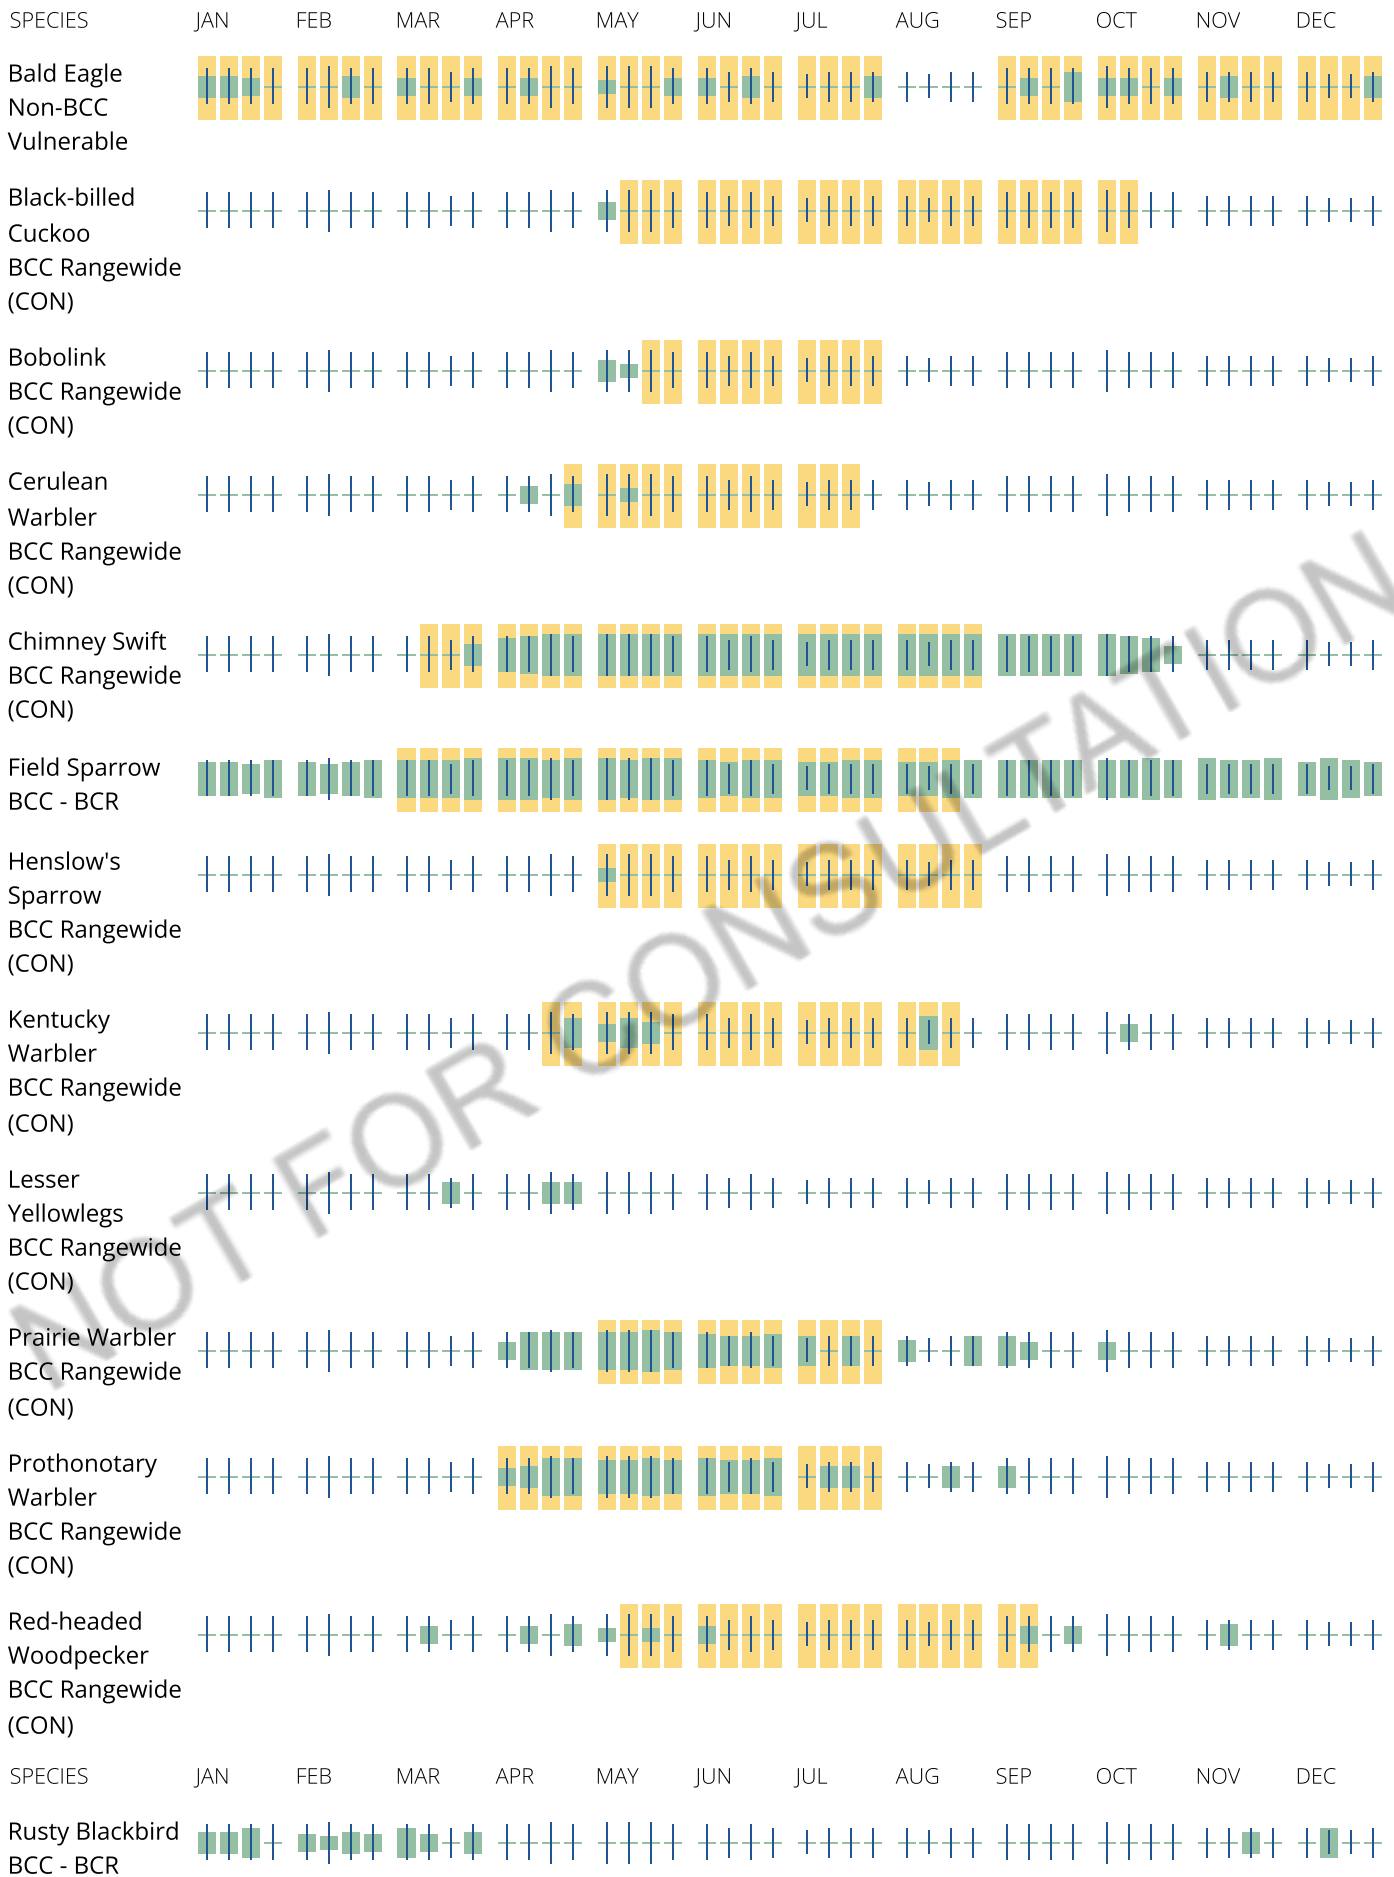 SPECIES JAN FEB MAR APR MAY JUN JUL AUG SEP OCT NOV DEC
Bald Eagle
Non-BCC
Vulnerable
Black-billed
Cuckoo
BCC Rangewide
(CON)
Bobolink
BCC Rangewide
(CON)
Cerulean
Warbler
BCC Rangewide
(CON)
Chimney Swift
BCC Rangewide
(CON)
Field Sparrow
BCC - BCR
Henslow's
Sparrow
BCC Rangewide
(CON)
Kentucky
Warbler
BCC Rangewide
(CON)
Lesser
Yellowlegs
BCC Rangewide
(CON)
Prairie Warbler
BCC Rangewide
(CON)
Prothonotary
Warbler
BCC Rangewide
(CON)
Red-headed
Woodpecker
BCC Rangewide
(CON)
SPECIES JAN FEB MAR APR MAY JUN JUL AUG SEP OCT NOV DEC
Rusty Blackbird
BCC - BCR
NOT FOR CONSULTATION